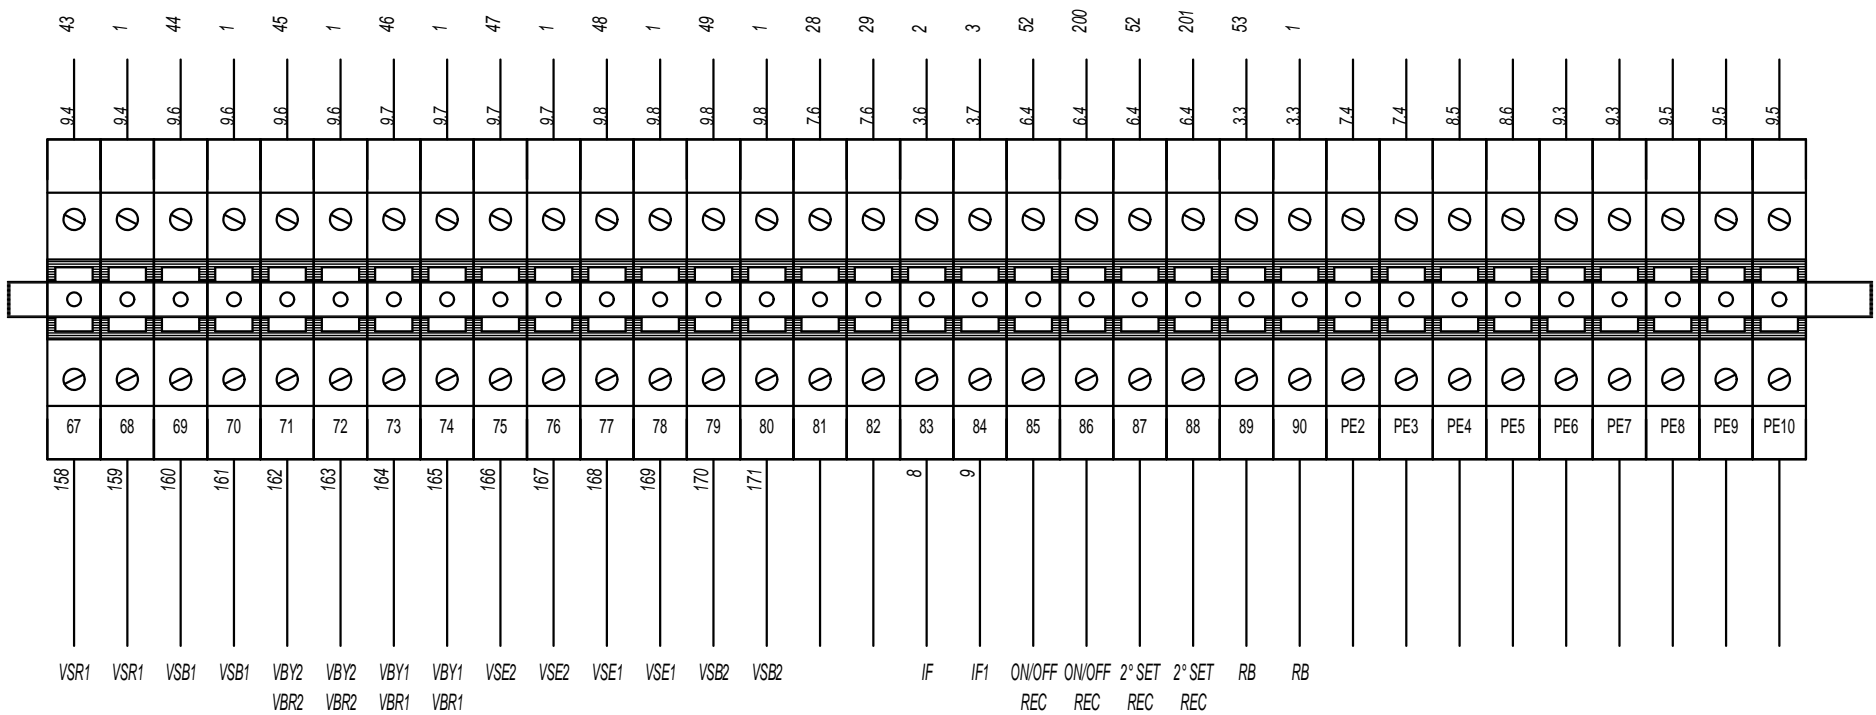 43 1 44 1 45 1 46 1 47 1 48 1 49 1 28 29 2 3 52 200 52 201 53 1
9.4 9.4 9.6 9.6 9.6 9.6 9.7 9.7 9.7 9.7 9.8 9.8 9.8 9.8 7.6 7.6 3.6 3.7 6.4 6.4 6.4 6.4 3.3 3.3 7.4 7.4 8.5 8.6 9.3 9.3 9.5 9.5 9.5
67 68 69 70 71 72 73 74 75 76 77 78 79 80 81 82 83 84 85 86 87 88 89 90 PE2 PE3 PE4 PE5 PE6 PE7 PE8 PE9 PE10
158 159 160 161 162 163 164 165 166 167 168 169 170 171 8 9
VSR1 VSR1 VSB1 VSB1 VBY2 VBY2 VBY1 VBY1 VSE2 VSE2 VSE1 VSE1 VSB2 VSB2 IF IF1 ON/OFF ON/OFF 2° SET 2° SET RB RB
VBR2 VBR2 VBR1 VBR1 REC REC REC REC